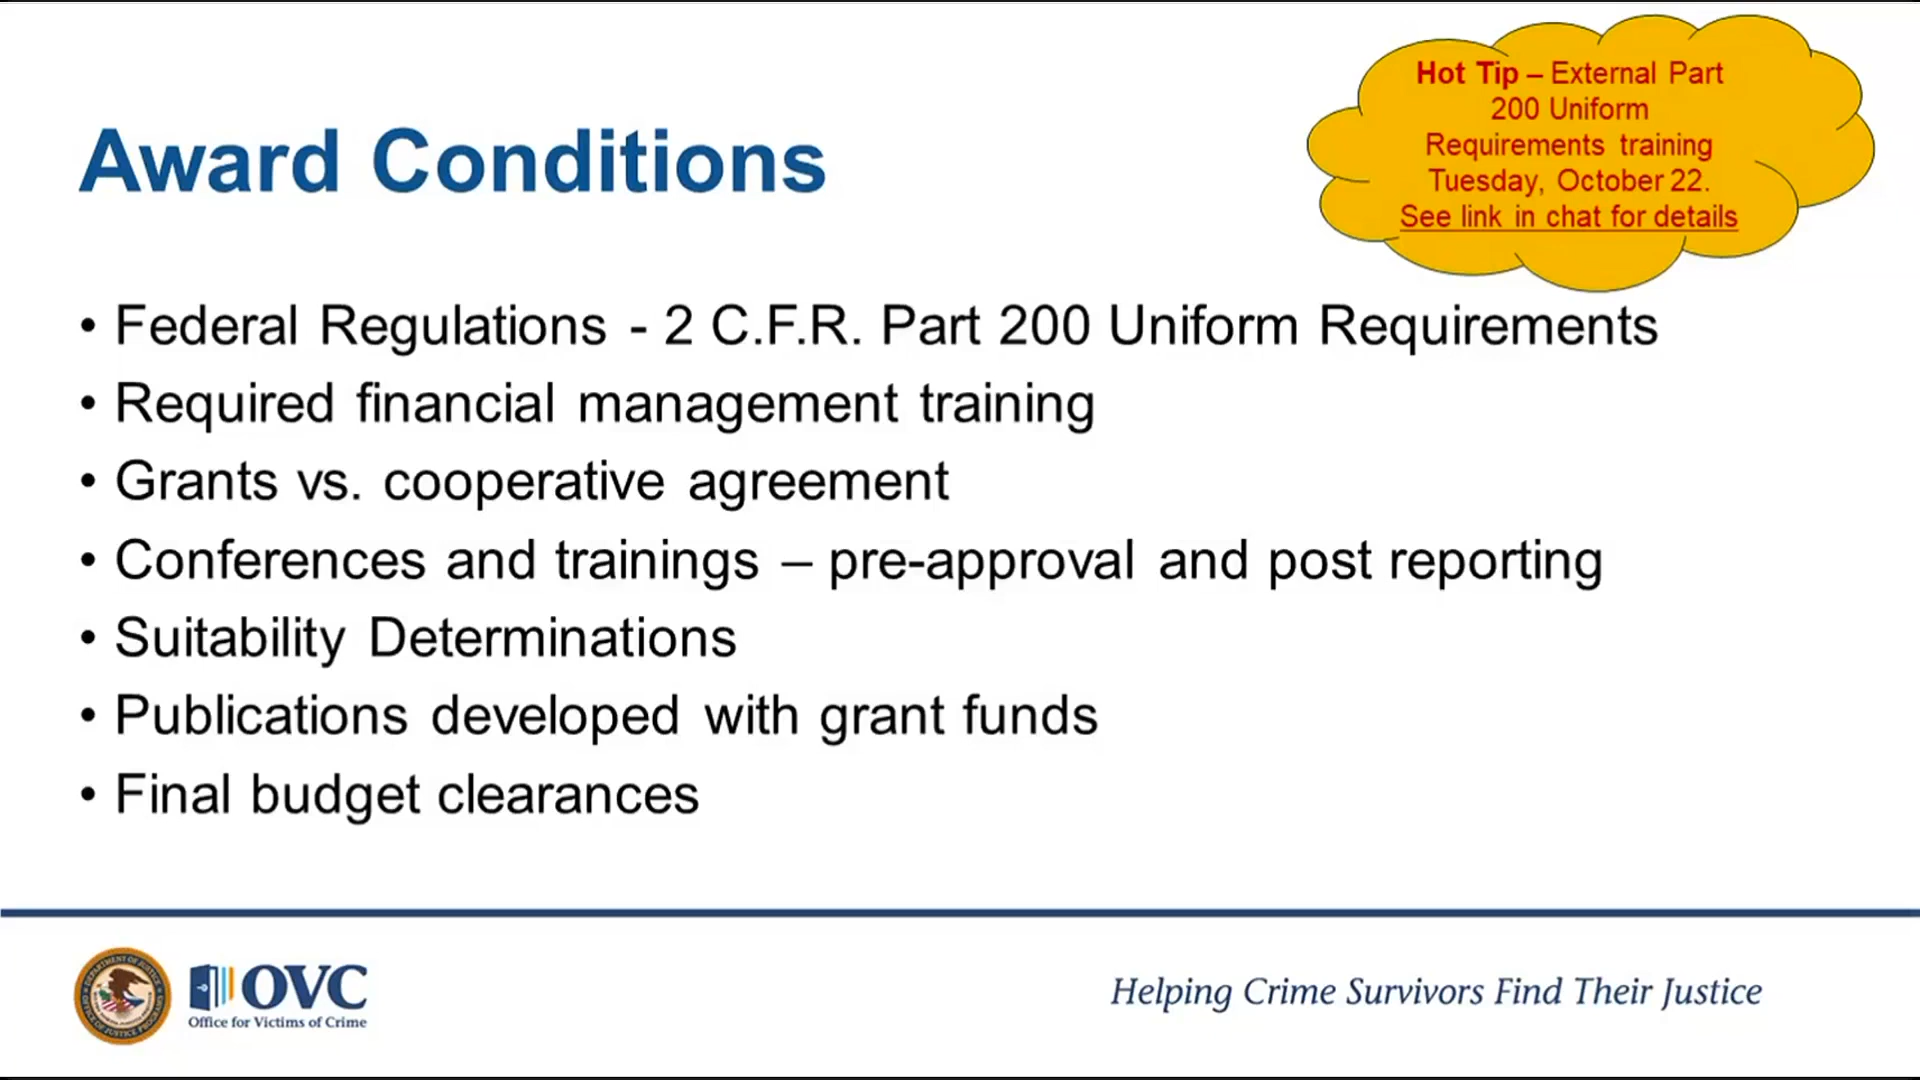 Hot Tip – External Part
200 Uniform
Requirements training
Tuesday, October 22.
See link in chat for details
Award Conditions
• Federal Regulations - 2 C.F.R. Part 200 Uniform Requirements
• Required financial management training
• Grants vs. cooperative agreement
• Conferences and trainings – pre-approval and post reporting
• Suitability Determinations
• Publications developed with grant funds
• Final budget clearances
OVC
Office for Victims of Crime
Helping Crime Survivors Find Their Justice